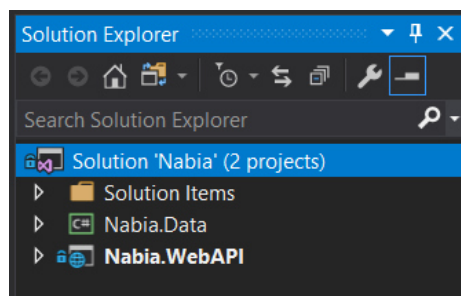 Solution Explorer
Search Solution Explorer
Solution 'Nabia' (2 projects)
Solution Items
C# Nabia.Data
Nabia.WebAPI